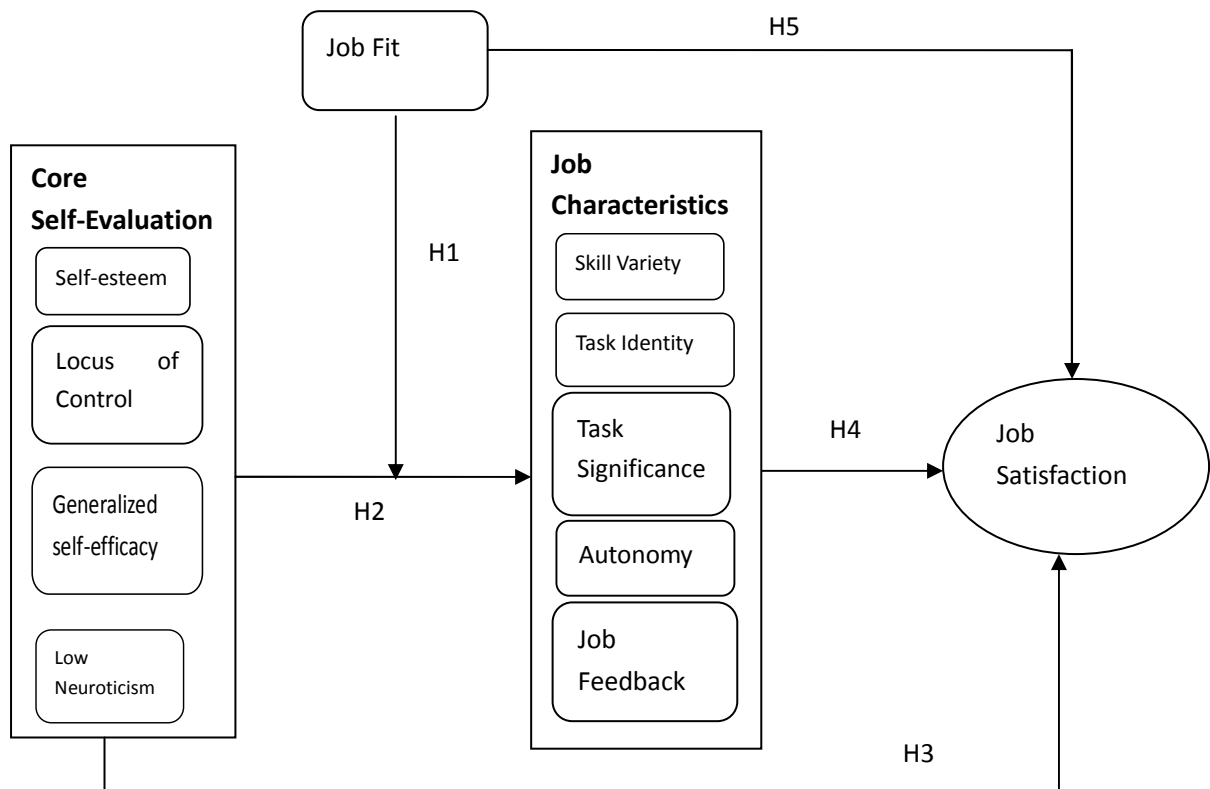 Job Fit
H5
Core
Self-Evaluation
Self-esteem
Locus of
Control
Generalized
self-efficacy
Low
Neuroticism
H1
H2
Job
Characteristics
Skill Variety
Task Identity
Task
Significance
Autonomy
Job
Feedback
H4
Job
Satisfaction
H3